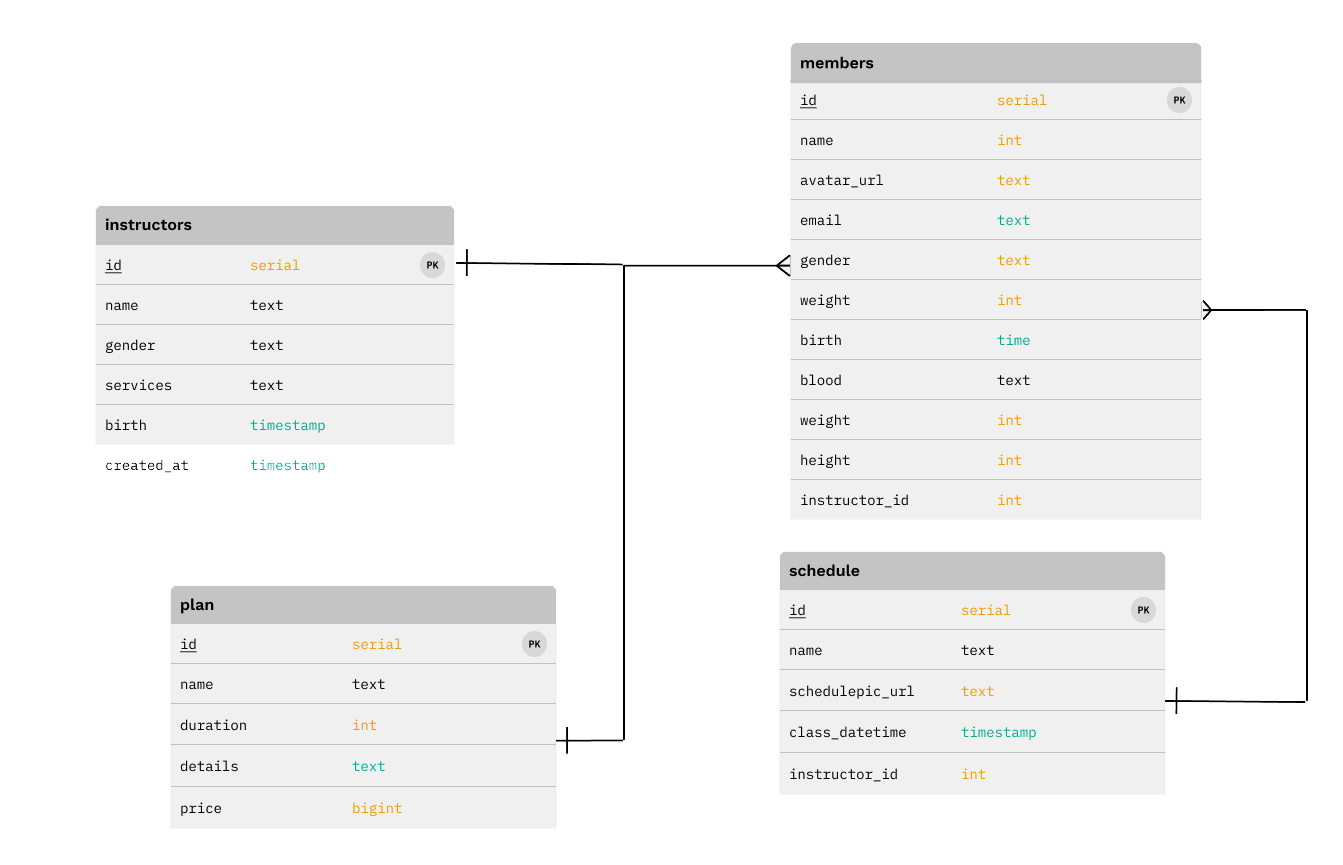 members
id serial PK
name int
avatar_url text
email text
gender text
weight int
birth time
blood text
weight int
height int
instructor_id int
instructors
id serial PK
name text
gender text
services text
birth timestamp
created_at timestamp
schedule
id serial PK
name text
schedulepic_url text
class_datetime timestamp
instructor_id int
plan
id serial PK
name text
duration int
details text
price bigint